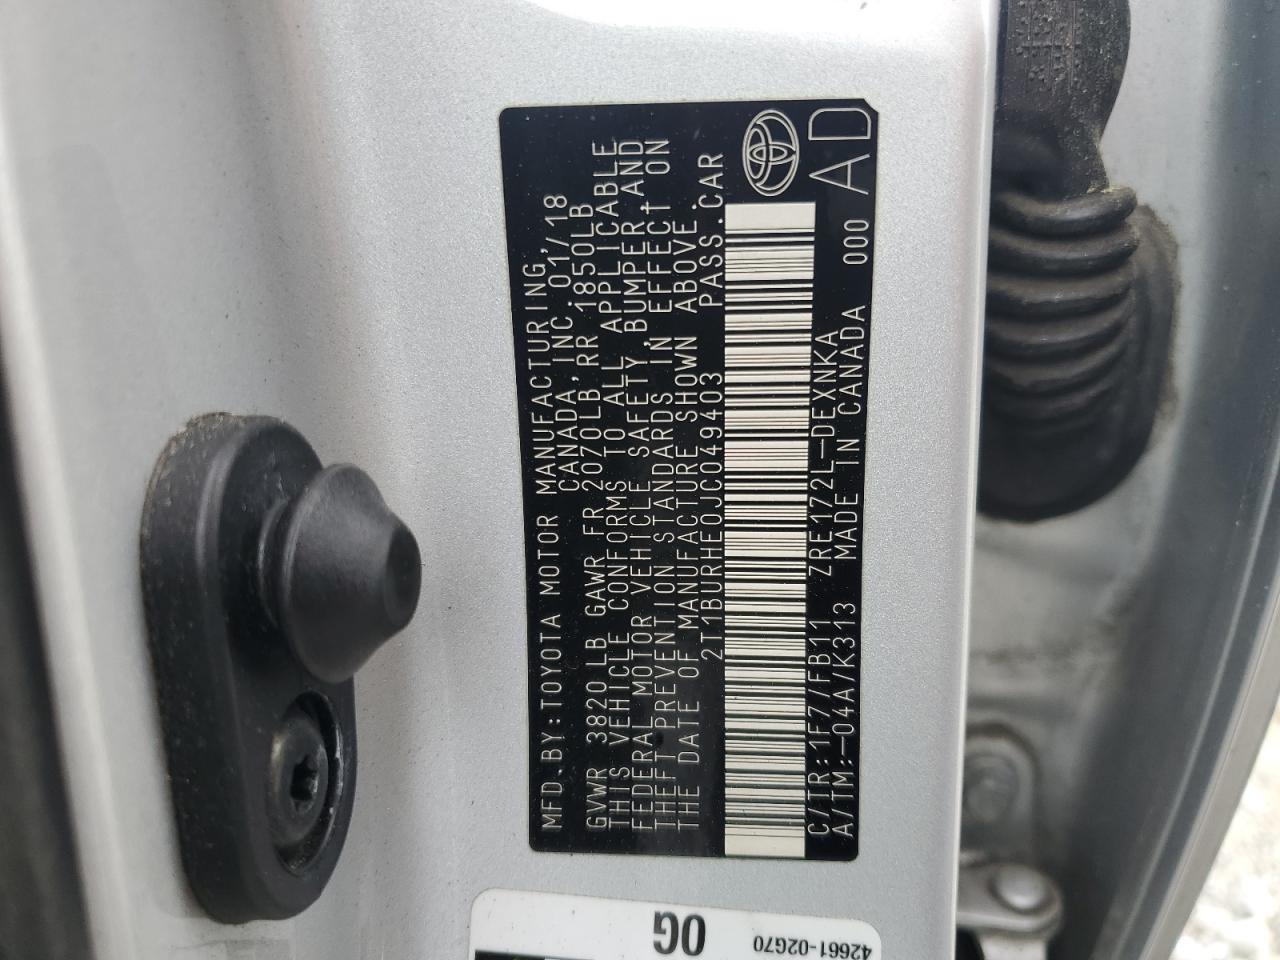 MFD. BY: TOYOTA MOTOR MANUFACTURING,
CANADA, INC. 01/18
GVWR 3820 LB GAWR FR 2070LB, RR 1850LB
THIS VEHICLE CONFORMS TO ALL APPLICABLE
FEDERAL MOTOR VEHICLE SAFETY, BUMPER, AND
THEFT PREVENTION STANDARDS IN EFFECT ON
THE DATE OF MANUFACTURE SHOWN ABOVE.
2T1BURHE0JC049403 PASS. CAR
C/TR: 1F7/FB11 ZRE172L-DEXNKA 000
A/TM: -04A/K313 MADE IN CANADA
AD
0G
42661-02G70